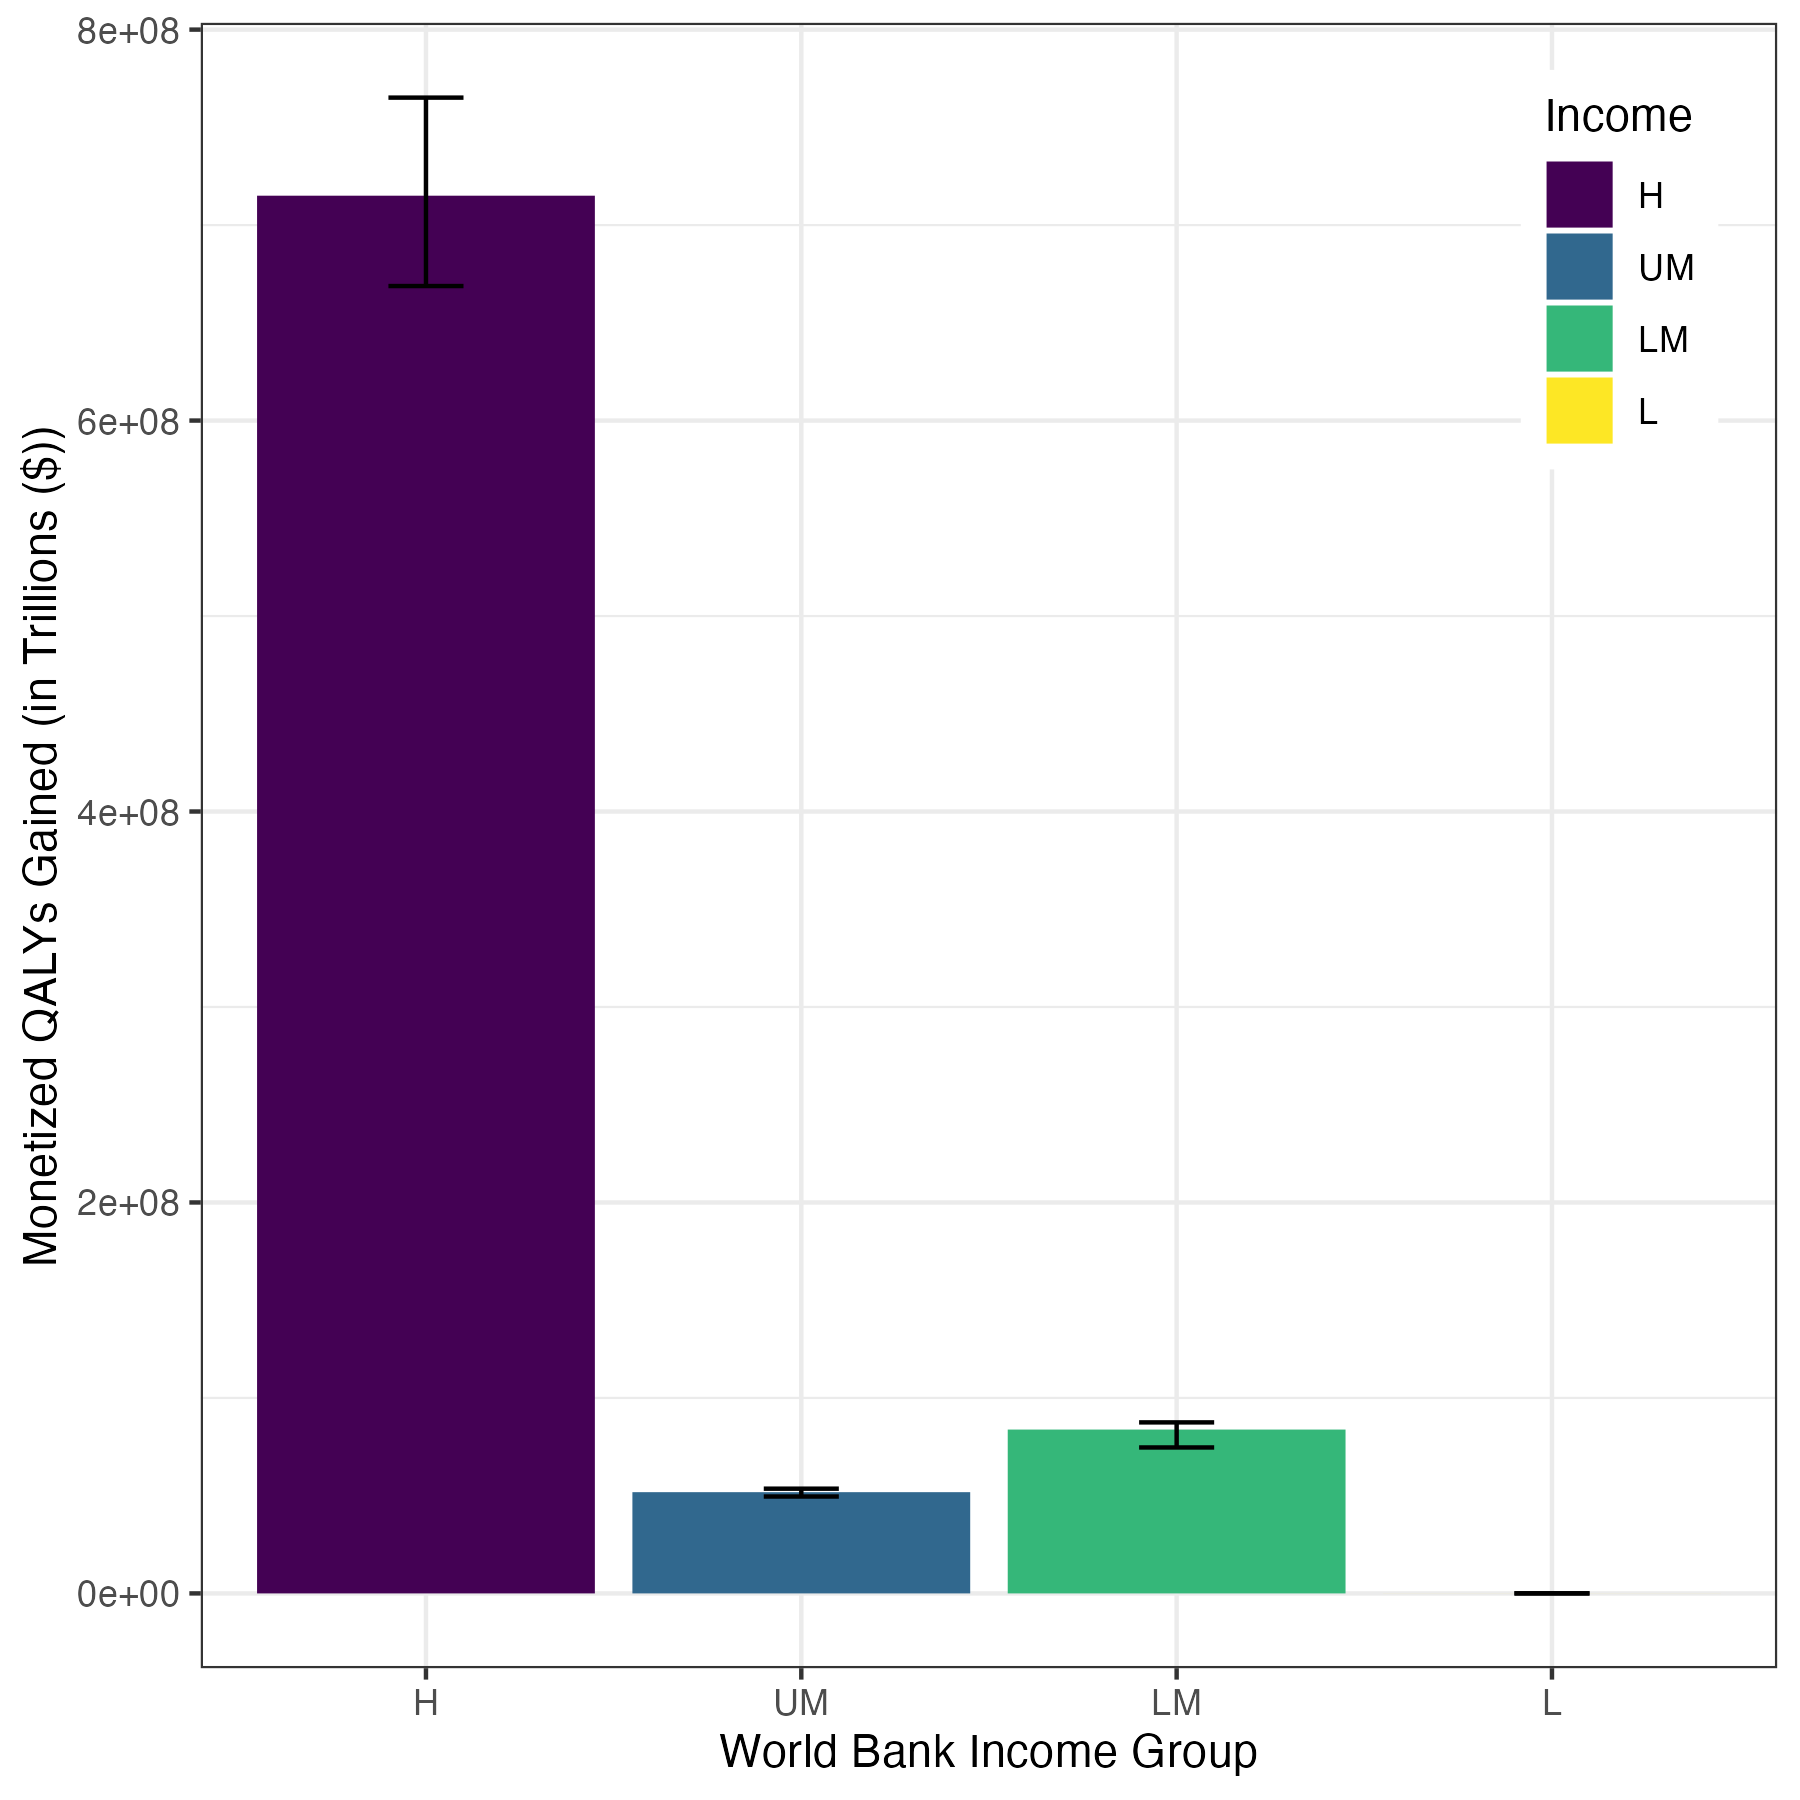 Monetized QALYs Gained (in Trillions ($))
8e+08
6e+08
4e+08
2e+08
0e+00
Income
H
UM
LM
L
H
UM
LM
L
World Bank Income Group